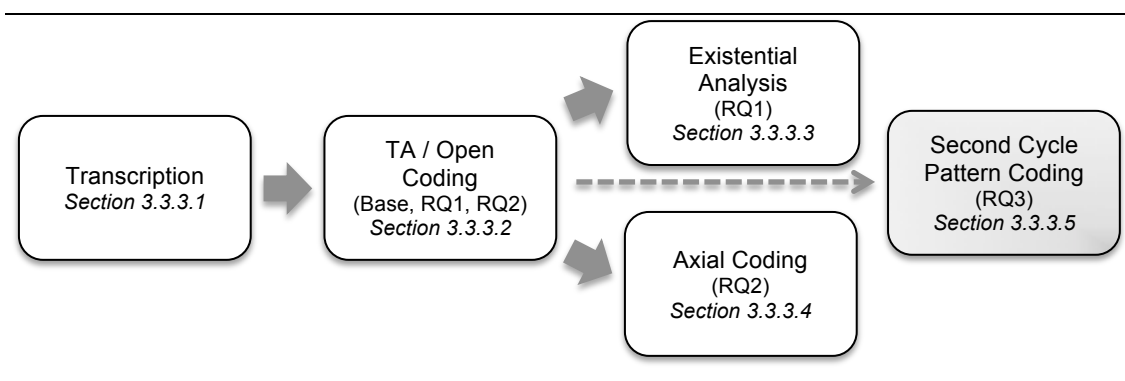 Transcription
Section 3.3.3.1
TA / Open
Coding
(Base, RQ1, RQ2)
Section 3.3.3.2
Existential
Analysis
(RQ1)
Section 3.3.3.3
Axial Coding
(RQ2)
Section 3.3.3.4
Second Cycle
Pattern Coding
(RQ3)
Section 3.3.3.5